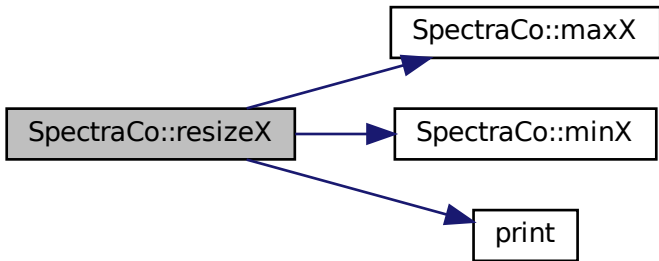 SpectraCo::maxX
SpectraCo::resizeX
SpectraCo::minX
print